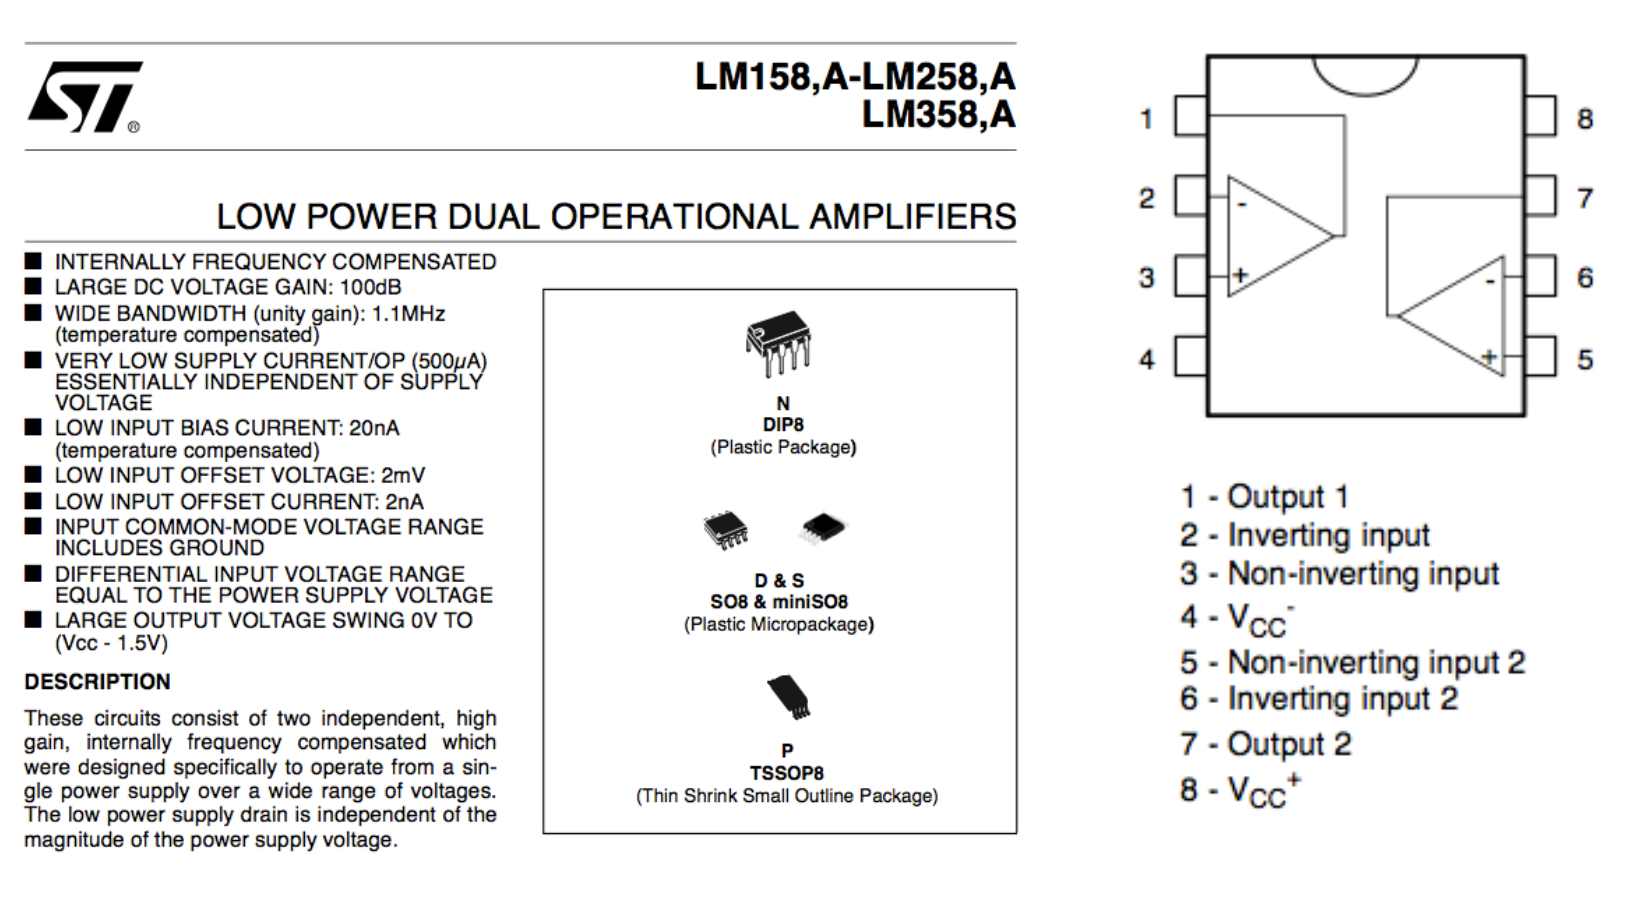 ST®
LM158,A-LM258,A
LM358,A
LOW POWER DUAL OPERATIONAL AMPLIFIERS
■ INTERNALLY FREQUENCY COMPENSATED
■ LARGE DC VOLTAGE GAIN: 100dB
■ WIDE BANDWIDTH (unity gain): 1.1MHz
(temperature compensated)
■ VERY LOW SUPPLY CURRENT/OP (500µA)
ESSENTIALLY INDEPENDENT OF SUPPLY
VOLTAGE
■ LOW INPUT BIAS CURRENT: 20nA
(temperature compensated)
■ LOW INPUT OFFSET VOLTAGE: 2mV
■ LOW INPUT OFFSET CURRENT: 2nA
■ INPUT COMMON-MODE VOLTAGE RANGE
INCLUDES GROUND
■ DIFFERENTIAL INPUT VOLTAGE RANGE
EQUAL TO THE POWER SUPPLY VOLTAGE
■ LARGE OUTPUT VOLTAGE SWING 0V TO
(Vcc - 1.5V)
DESCRIPTION
These circuits consist of two independent, high
gain, internally frequency compensated which
were designed specifically to operate from a sin-
gle power supply over a wide range of voltages.
The low power supply drain is independent of the
magnitude of the power supply voltage.
N
DIP8
(Plastic Package)
D & S
SO8 & miniSO8
(Plastic Micropackage)
P
TSSOP8
(Thin Shrink Small Outline Package)
1
2
3
4
-
+
-
+
8
7
6
5
1 - Output 1
2 - Inverting input
3 - Non-inverting input
4 - VCC-
5 - Non-inverting input 2
6 - Inverting input 2
7 - Output 2
8 - VCC+